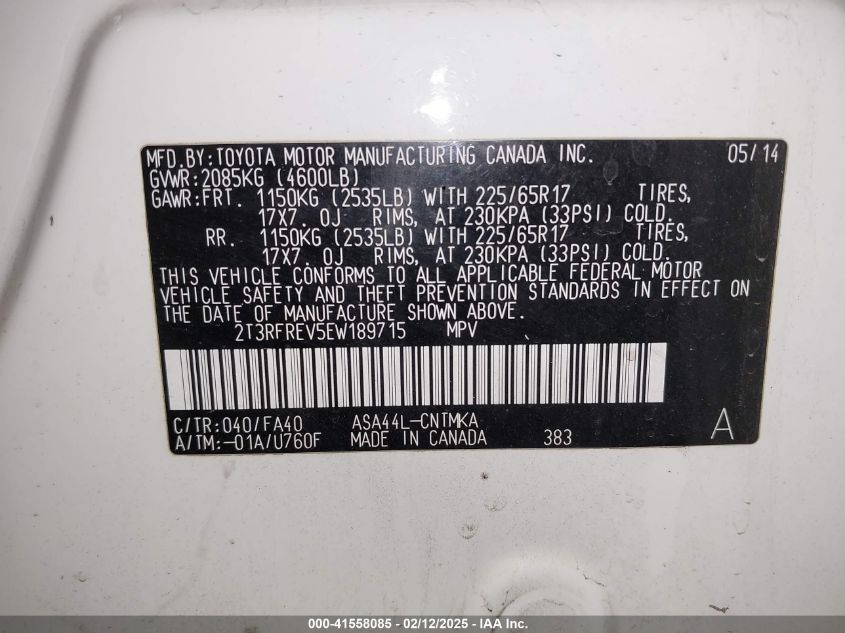 MFD.BY:TOYOTA MOTOR MANUFACTURING CANADA INC. 05/14
GVWR:2085KG (4600LB)
GAWR:FRT. 1150KG (2535LB) WITH 225/65R17 TIRES,
17X7.0J RIMS, AT 230KPA (33PSI) COLD.
RR. 1150KG (2535LB) WITH 225/65R17 TIRES,
17X7.0J RIMS, AT 230KPA (33PSI) COLD.
THIS VEHICLE CONFORMS TO ALL APPLICABLE FEDERAL MOTOR
VEHICLE SAFETY AND THEFT PREVENTION STANDARDS IN EFFECT ON
THE DATE OF MANUFACTURE SHOWN ABOVE.
2T3RFREV5EW189715 MPV
C/TR:040/FA40 ASA44L-CNTMKA
A/TM:-01A/U760F MADE IN CANADA 383 A
000-41558085 - 02/12/2025 - IAA Inc.